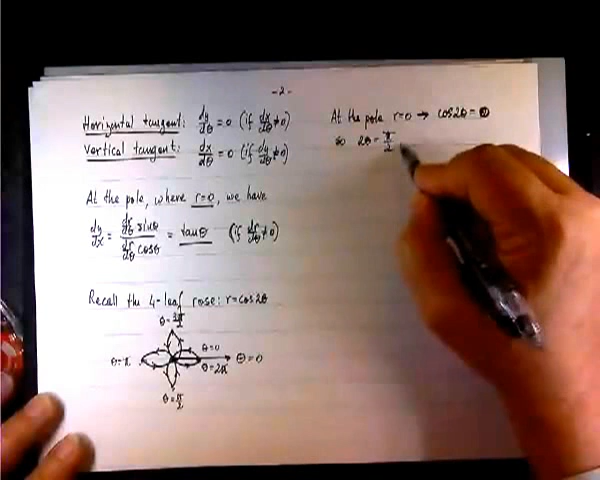 -2-
Horizontal tangent: dy/dθ = 0 (if dx/dθ ≠ 0)
Vertical tangent: dx/dθ = 0 (if dy/dθ ≠ 0)
At the pole, where r=0, we have
dy/dx = (dr/dθ sinθ)/(dr/dθ cosθ) = tanθ (if dr/dθ ≠ 0)
Recall the 4-leaf rose: r=cos2θ
θ=3π/2
θ=π
θ=0
θ=2π
θ=0
θ=π/2
At the pole r=0 → cos2θ=0
so 2θ=π/2